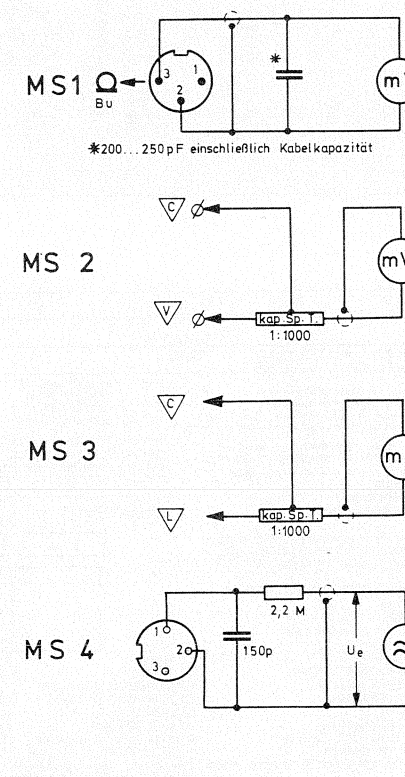 MS1
Bu
3
1
2
*
m
*200...250pF einschließlich Kabelkapazität
MS 2
C
V
kap. Sp. T.
1:1000
mV
MS 3
C
L
kap. Sp. T.
1:1000
m
MS 4
1
2
3
150p
2,2 M
Ue